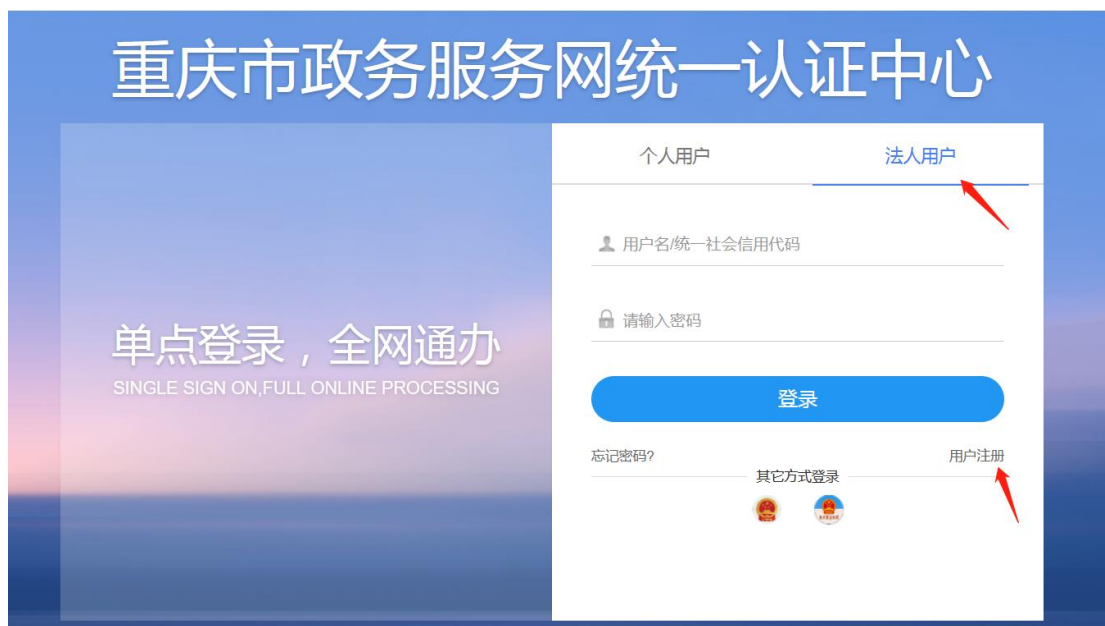 重庆市政务服务网统一认证中心
个人用户
法人用户
用户名/统一社会信用代码
请输入密码
单点登录，全网通办
SINGLE SIGN ON,FULL ONLINE PROCESSING
登录
忘记密码?
用户注册
其它方式登录